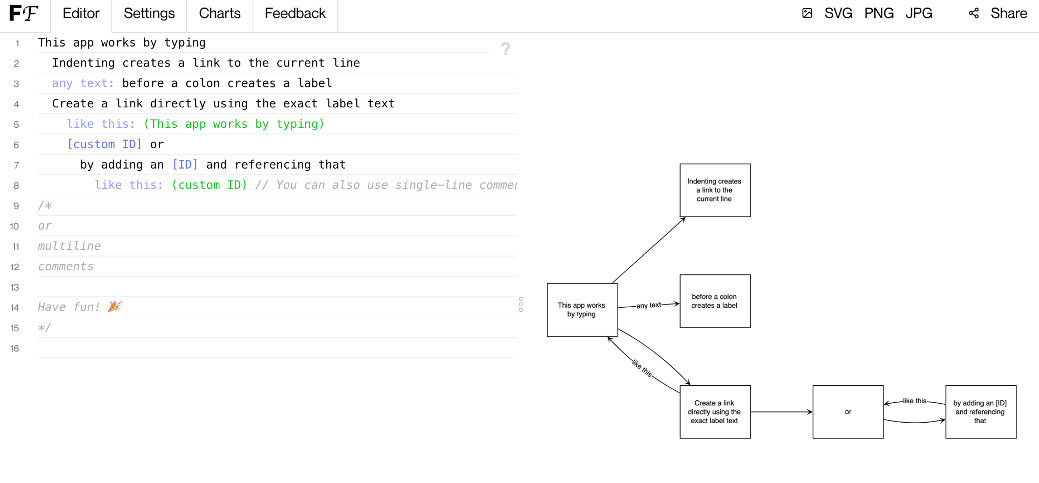 FF Editor Settings Charts Feedback SVG PNG JPG Share
1 This app works by typing
?
2 Indenting creates a link to the current line
3 any text: before a colon creates a label
4 Create a link directly using the exact label text
5 like this: (This app works by typing)
6 [custom ID] or
7 by adding an [ID] and referencing that
8 like this: (custom ID) // You can also use single-line commen
9 /*
10 or
11 multiline
12 comments
13
14 Have fun! 🎉
15 */
16
Indenting creates
a link to the
current line
This app works
by typing
any text
before a colon
creates a label
like this
Create a link
directly using the
exact label text
or
like this
by adding an [ID]
and referencing
that